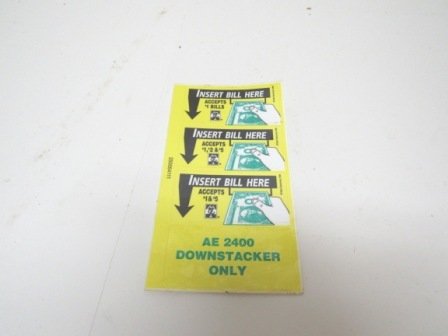 INSERT BILL HERE
ACCEPTS
$1 BILLS
INSERT BILL HERE
ACCEPTS
$1, $2 & $5
INSERT BILL HERE
ACCEPTS
$1 & $5
AE 2400
DOWNSTACKER
ONLY